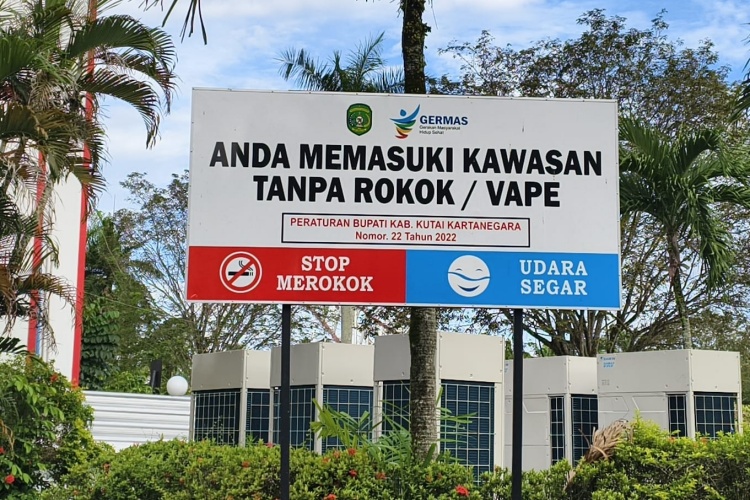 GERMAS
Gerakan Masyarakat
Hidup Sehat
ANDA MEMASUKI KAWASAN
TANPA ROKOK / VAPE
PERATURAN BUPATI KAB. KUTAI KARTANEGARA
Nomor. 22 Tahun 2022
STOP
MEROKOK
UDARA
SEGAR